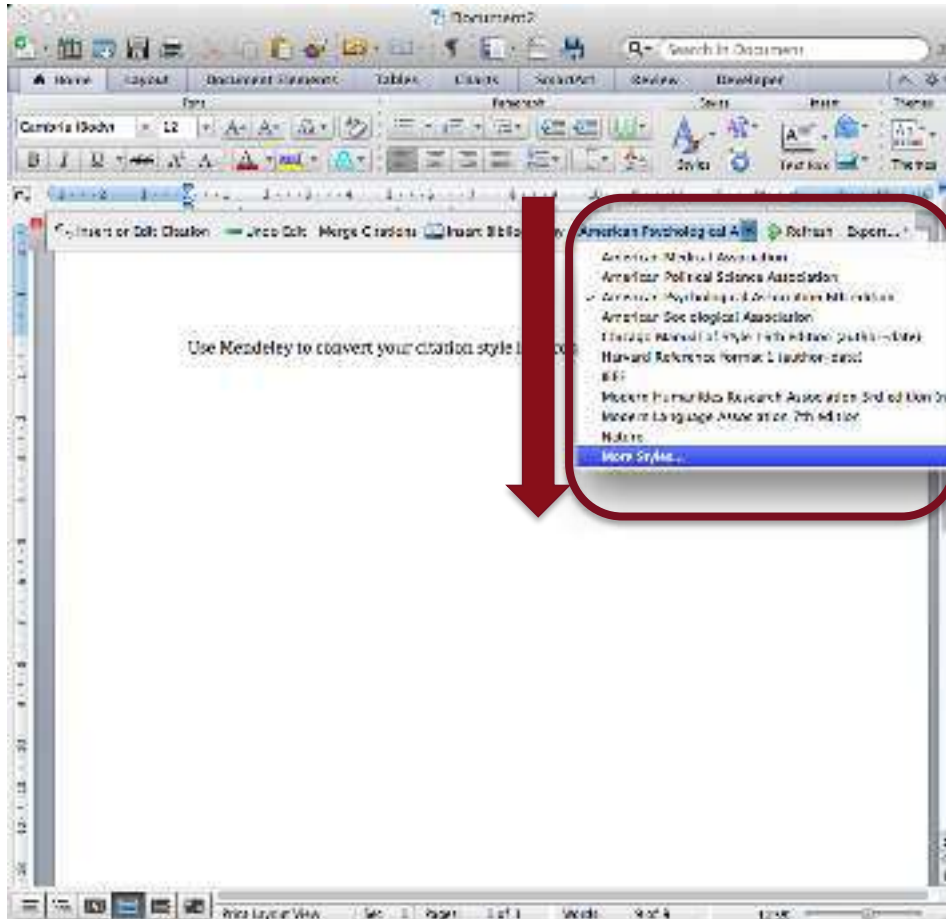 Document2
Search in Document
Home Layout Document Elements Tables Charts SmartArt Review Developer
Font Paragraph Styles Insert Themes
Cambria (Body) 12
B I U
Styles Text Box Themes
Insert or Edit Citation Undo Edit Merge Citations Insert American Psychological A Refresh Export...
American Medical Association
American Political Science Association
American Psychological Association 6th edition
American Sociological Association
Chicago Manual of Style edition (author-date)
Harvard Reference format 1 (author-date)
IEEE
Modern Humanities Research Association 3rd edition
Modern Language Association 7th edition
Nature
More Styles...
Use Mendeley to convert your citation style
Print Layout View Sec 1 Pages: 1 of 1 Words: